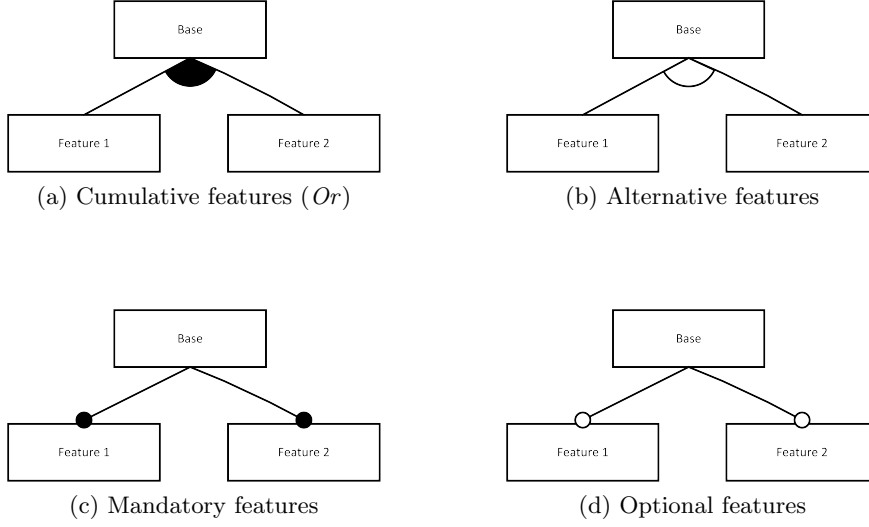 Base
Base
Feature 1
Feature 2
Feature 1
Feature 2
(a) Cumulative features (Or)
(b) Alternative features
Base
Base
Feature 1
Feature 2
Feature 1
Feature 2
(c) Mandatory features
(d) Optional features